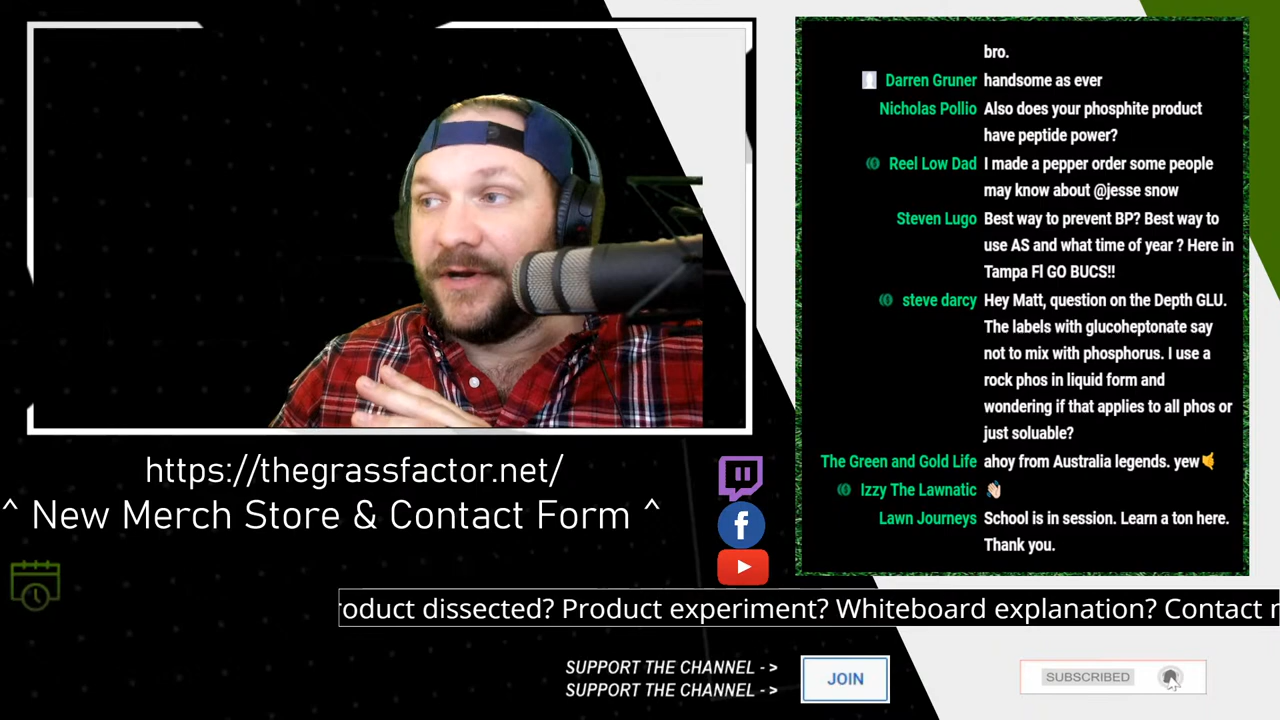 bro.
Darren Gruner handsome as ever
Nicholas Pollio Also does your phosphite product
have peptide power?
Reel Low Dad I made a pepper order some people
may know about @jesse snow
Steven Lugo Best way to prevent BP? Best way to
use AS and what time of year ? Here in
Tampa Fl GO BUCS!!
steve darcy Hey Matt, question on the Depth GLU.
The labels with glucoheptonate say
not to mix with phosphorus. I use a
rock phos in liquid form and
wondering if that applies to all phos or
just soluable?
The Green and Gold Life ahoy from Australia legends. yew🤙
Izzy The Lawnatic 👋🏻
Lawn Journeys School is in session. Learn a ton here.
Thank you.
https://thegrassfactor.net/
^ New Merch Store & Contact Form ^
oduct dissected? Product experiment? Whiteboard explanation? Contact
SUPPORT THE CHANNEL - >
SUPPORT THE CHANNEL - >
JOIN
SUBSCRIBED